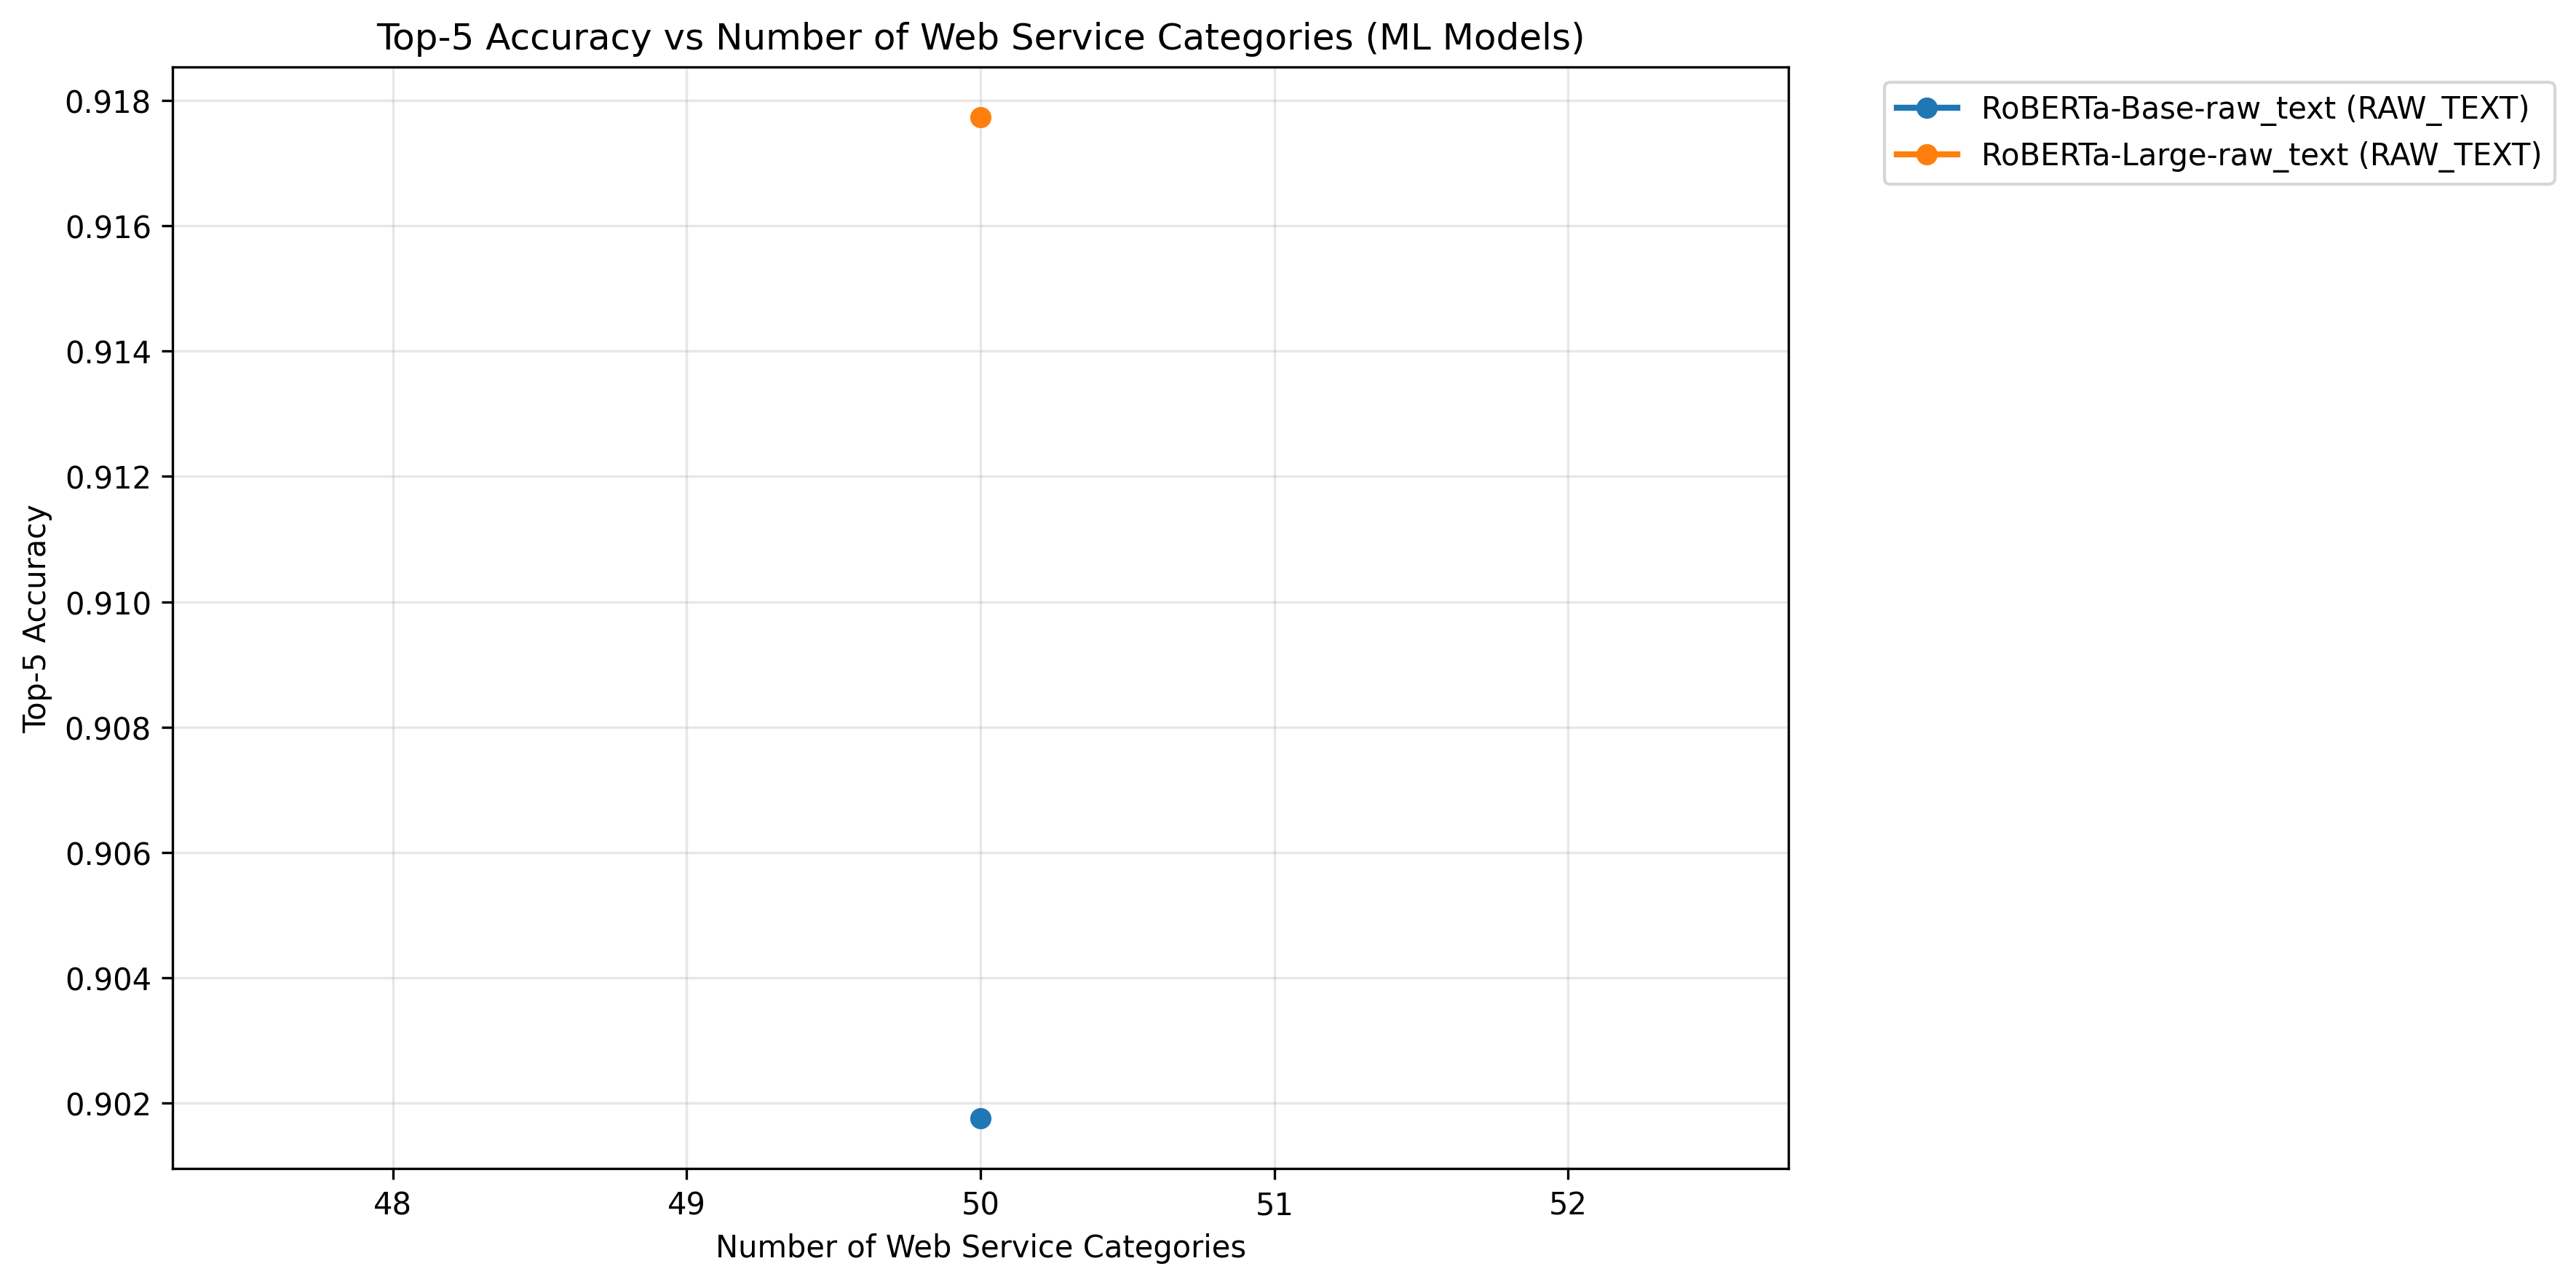 Top-5 Accuracy vs Number of Web Service Categories (ML Models)
RoBERTa-Base-raw_text (RAW_TEXT)
RoBERTa-Large-raw_text (RAW_TEXT)
Top-5 Accuracy
0.918
0.916
0.914
0.912
0.910
0.908
0.906
0.904
0.902
48 49 50 51 52
Number of Web Service Categories